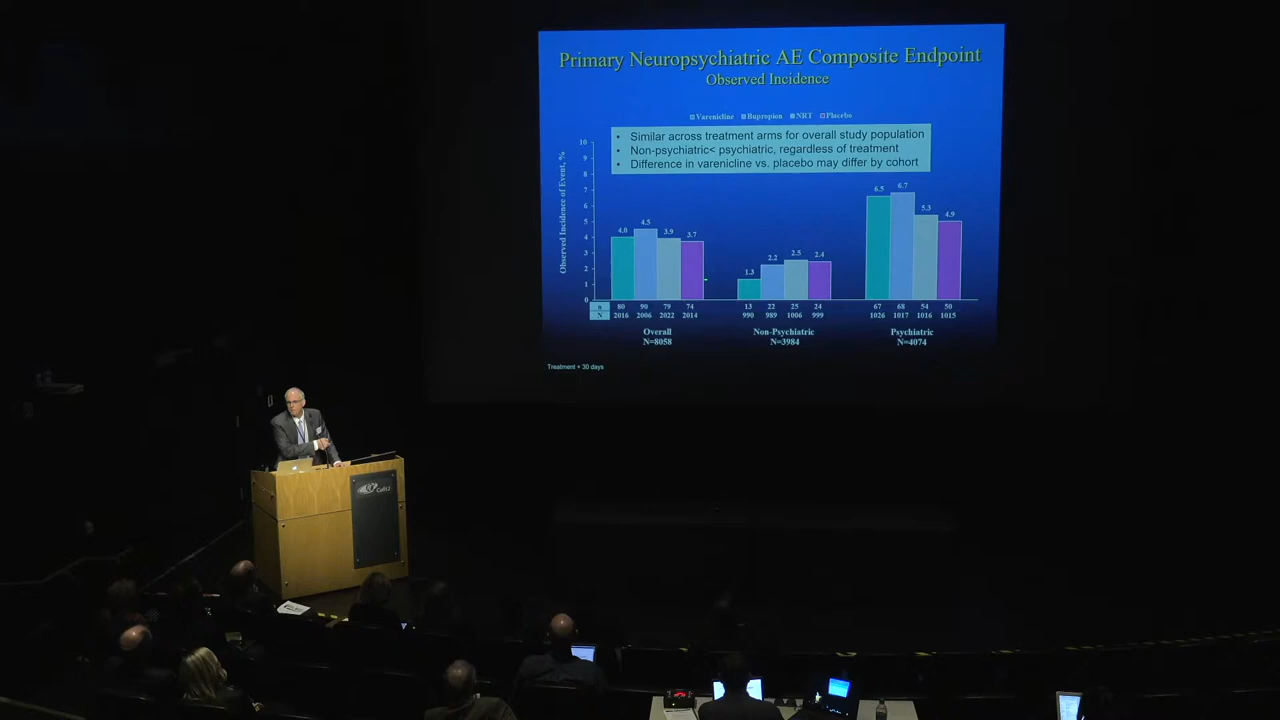 Primary Neuropsychiatric AE Composite Endpoint
Observed Incidence
Varenicline Bupropion NRT Placebo
• Similar across treatment arms for overall study population
• Non-psychiatric< psychiatric, regardless of treatment
• Difference in varenicline vs. placebo may differ by cohort
Observed Incidence of Event, %
10
9
8
7
6
5
4
3
2
1
0
4.0 4.5 3.9 3.7
1.3 2.2 2.5 2.4
6.5 6.7 5.3 4.9
n 80 90 79 74 13 22 25 24 67 68 54 50
N 2016 2006 2022 2014 990 989 1006 999 1026 1017 1016 1015
Overall Non-Psychiatric Psychiatric
N=8058 N=3984 N=4074
Treatment + 30 days
Calit2